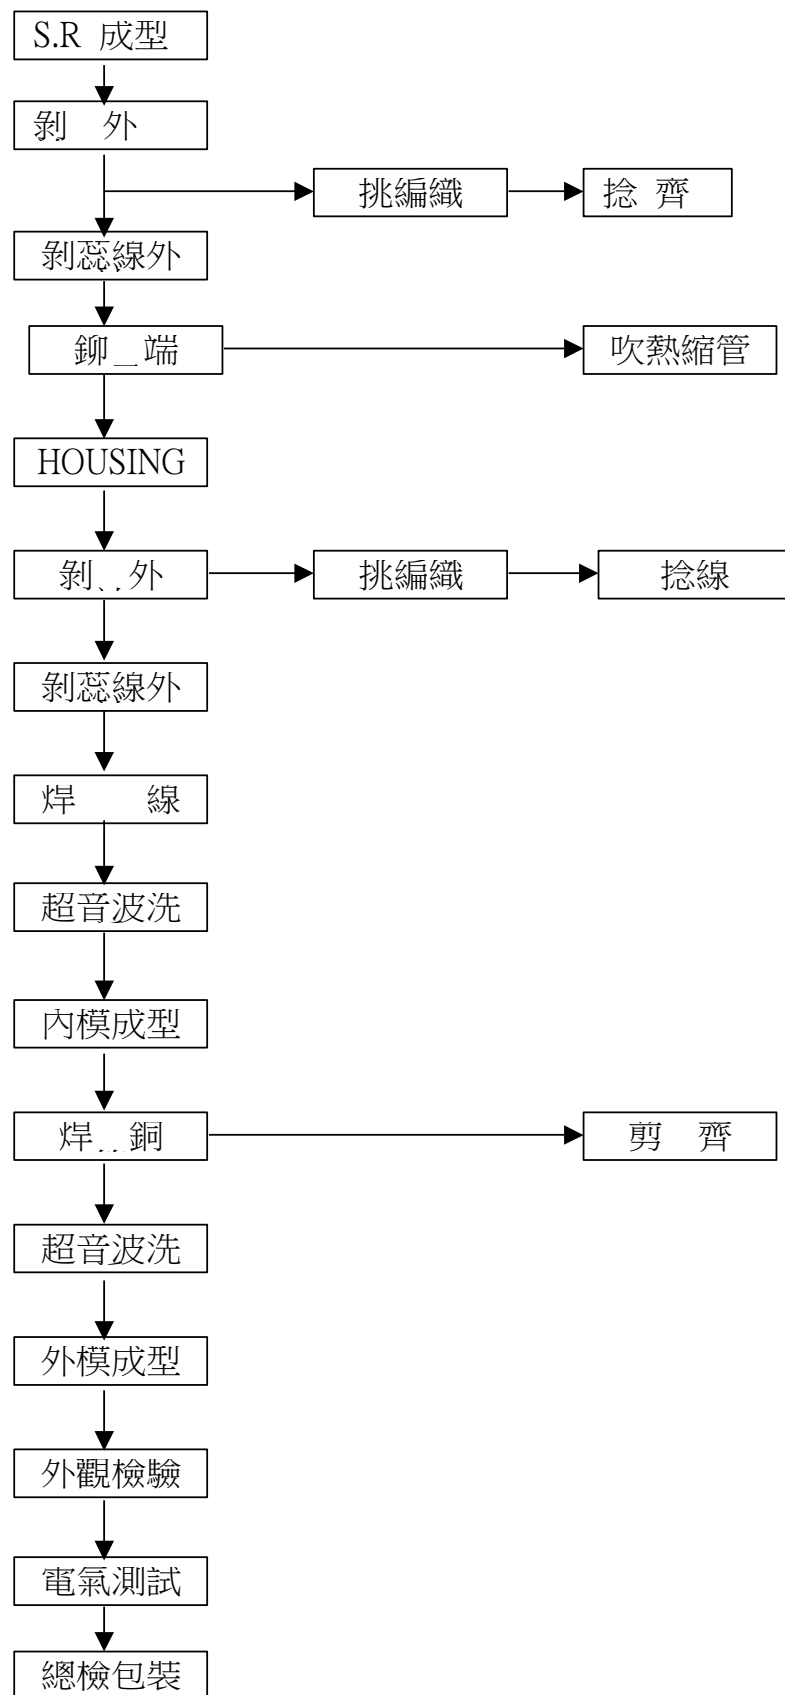 S.R 成型
剝 外
挑編織
捻 齊
剝蕊線外
鉚 端
吹熱縮管
HOUSING
剝 外
挑編織
捻線
剝蕊線外
焊 線
超音波洗
內模成型
焊 銅
剪 齊
超音波洗
外模成型
外觀檢驗
電氣測試
總檢包裝